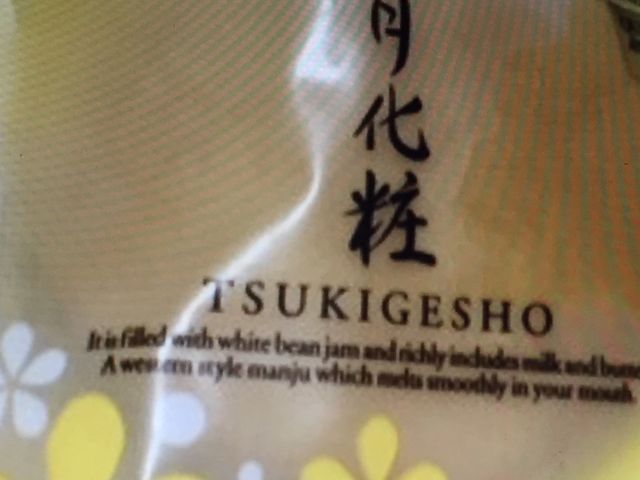 月
化
粧
TSUKIGESHO
It is filled with white bean jam and richly includes milk and
A western style manju which melts smoothly in your mouth.